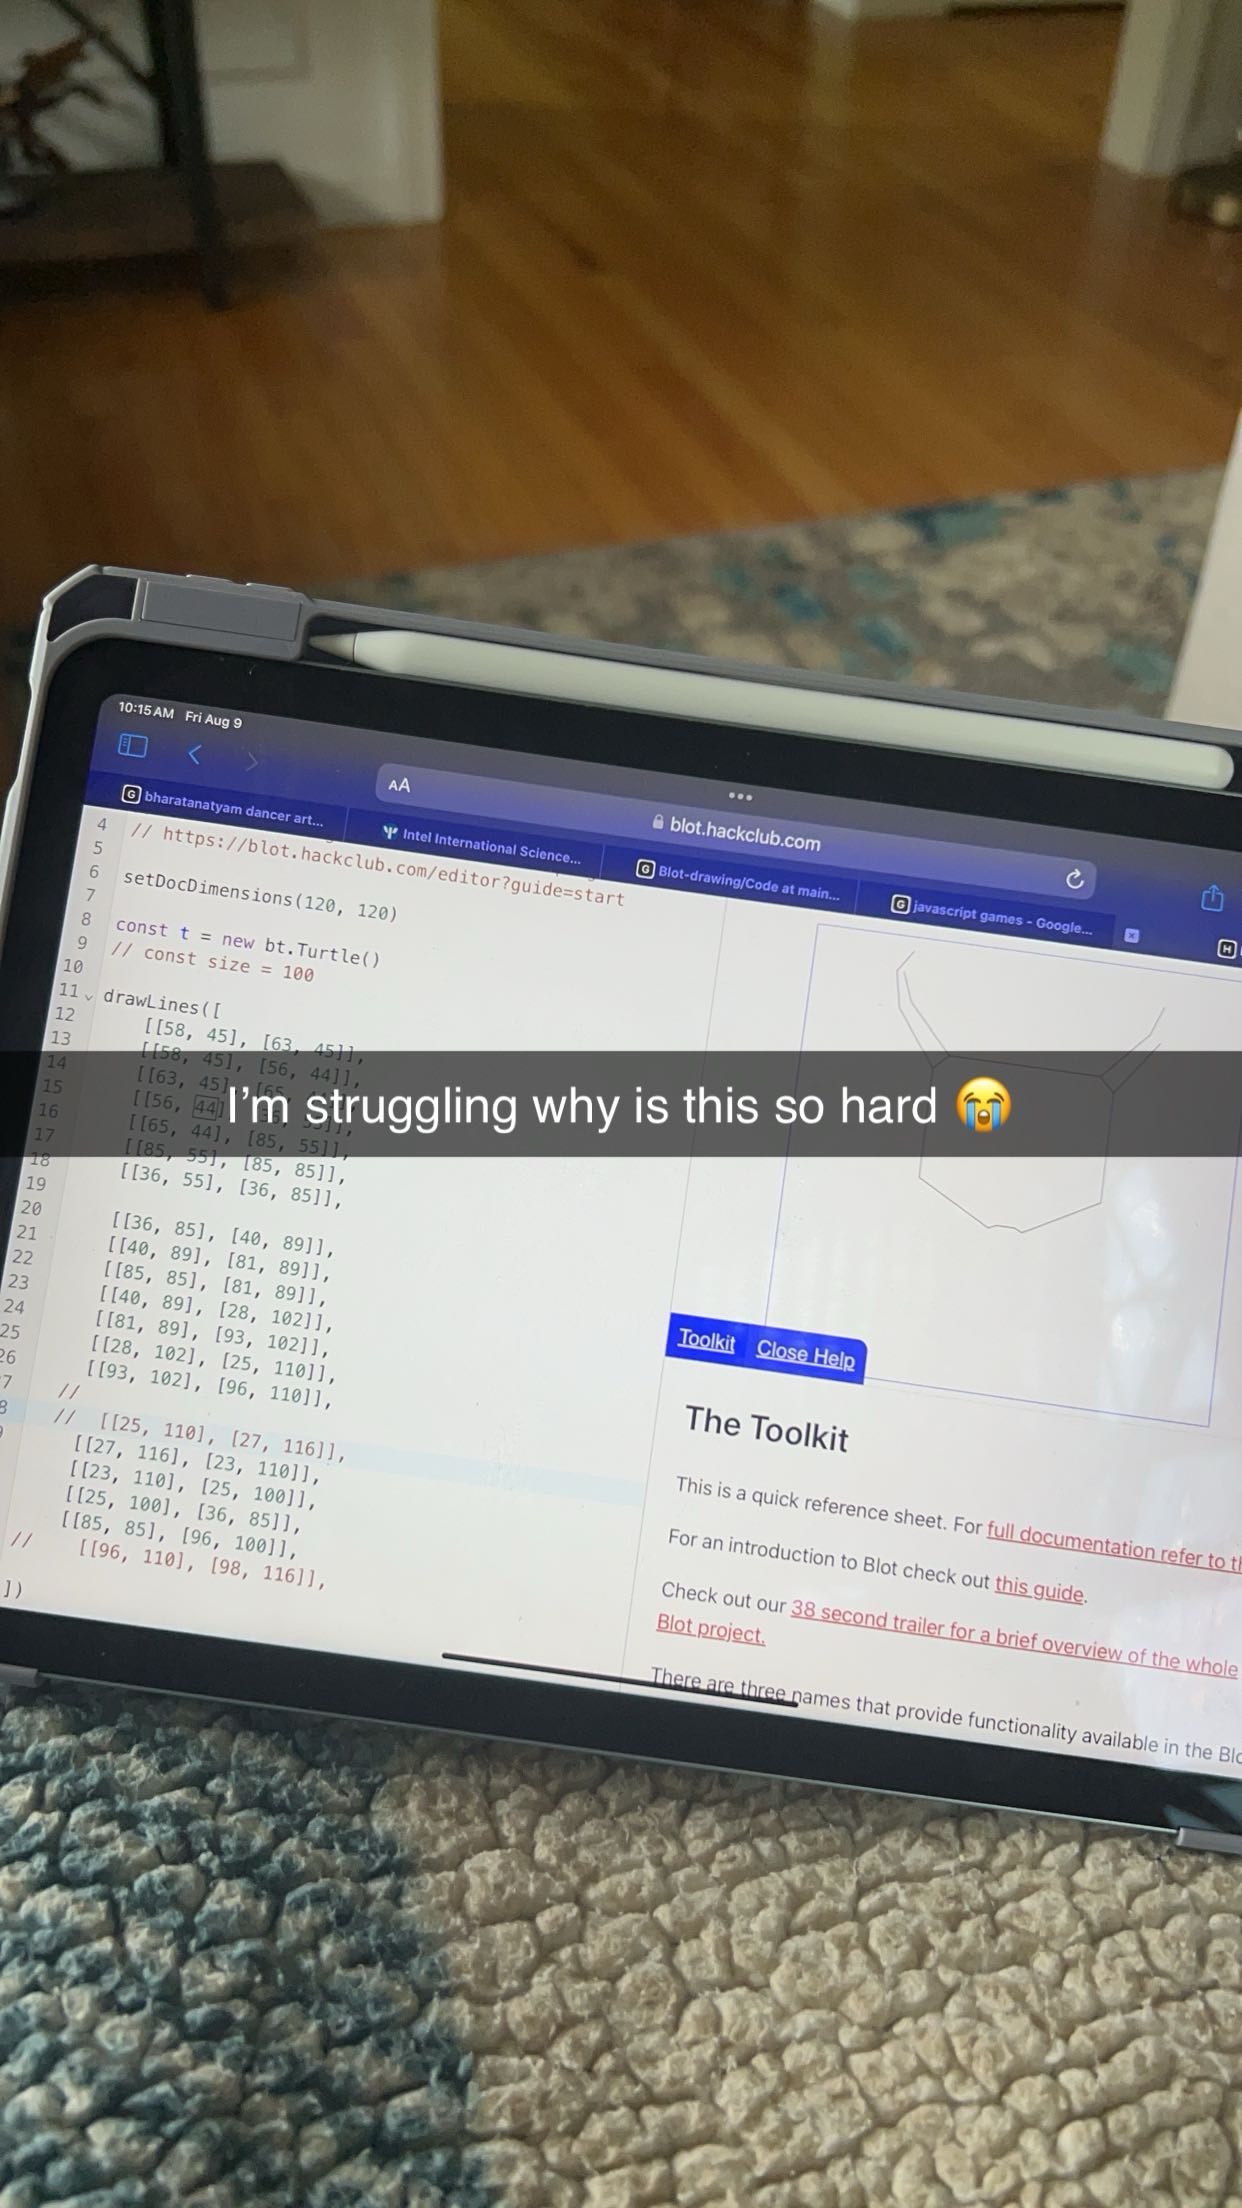 10:15 AM Fri Aug 9
AA
blot.hackclub.com
bharatanatyam dancer art...
Intel International Science...
Blot-drawing/Code at main...
javascript games - Google...
4
5
6
7
8
9
10
11
12
13
14
15
16
17
18
19
20
21
22
23
24
25
26
// https://blot.hackclub.com/editor?guide=start
setDocDimensions(120, 120)
const t = new bt.Turtle()
// const size = 100
drawLines([
[[58, 45], [63, 45]],
[[58, 45], [56, 44]],
[[63, 45], [65,
[[56, 44]
[[65, 44], [85, 55]],
[[85, 55], [85, 85]],
[[36, 55], [36, 85]],
[[36, 85], [40, 89]],
[[40, 89], [81, 89]],
[[85, 85], [81, 89]],
[[40, 89], [28, 102]],
[[81, 89], [93, 102]],
[[28, 102], [25, 110]],
[[93, 102], [96, 110]],
//
// [[25, 110], [27, 116]],
[[27, 116], [23, 110]],
[[23, 110], [25, 100]],
[[25, 100], [36, 85]],
[[85, 85], [96, 100]],
// [[96, 110], [98, 116]],
])
I'm struggling why is this so hard 😭
Toolkit Close Help
The Toolkit
This is a quick reference sheet. For full documentation refer to
For an introduction to Blot check out this guide.
Check out our 38 second trailer for a brief overview of the whole
Blot project.
There are three names that provide functionality available in the